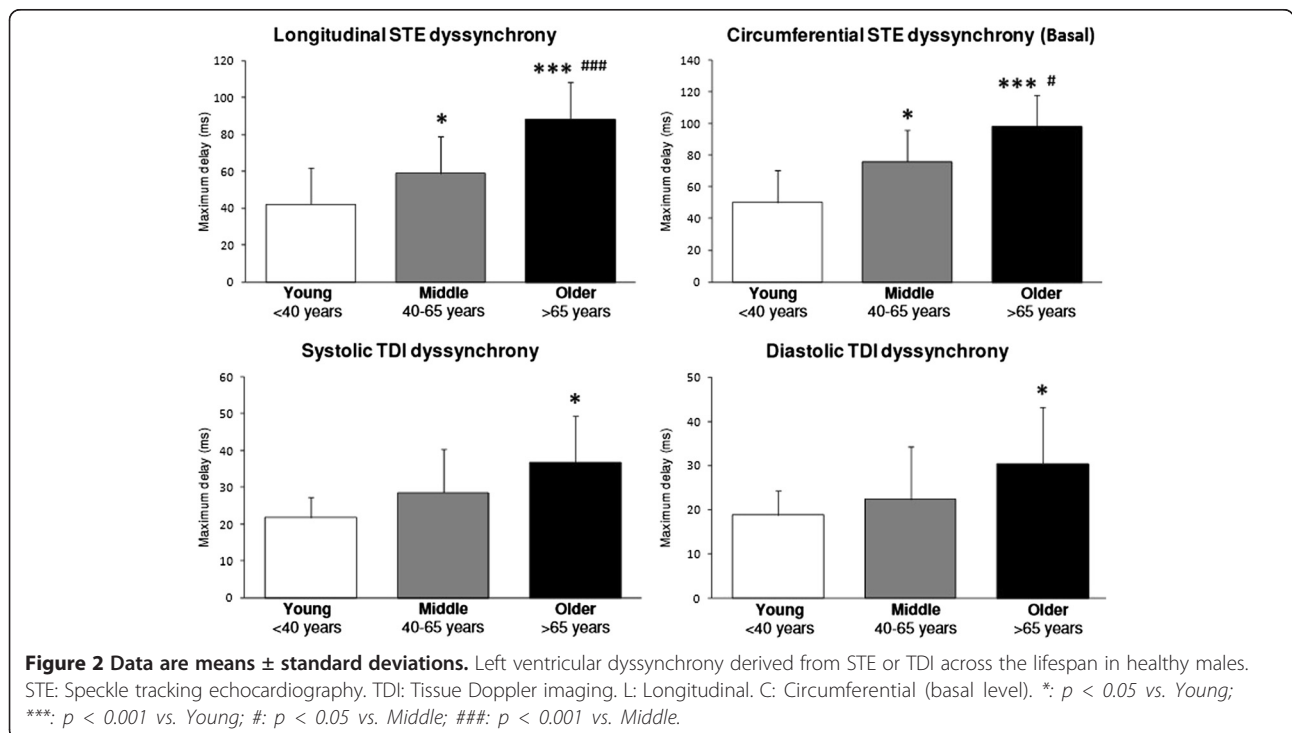 Longitudinal STE dyssynchrony
Maximum delay (ms)
120
100
80
60
40
20
0
*
*** ###
Young Middle Older
<40 years 40-65 years >65 years
Circumferential STE dyssynchrony (Basal)
Maximum delay (ms)
140
120
100
80
60
40
20
0
*
*** #
Young Middle Older
<40 years 40-65 years >65 years
Systolic TDI dyssynchrony
Maximum delay (ms)
60
50
40
30
20
10
0
*
Young Middle Older
<40 years 40-65 years >65 years
Diastolic TDI dyssynchrony
Maximum delay (ms)
50
40
30
20
10
0
*
Young Middle Older
<40 years 40-65 years >65 years
Figure 2 Data are means ± standard deviations. Left ventricular dyssynchrony derived from STE or TDI across the lifespan in healthy males.
STE: Speckle tracking echocardiography. TDI: Tissue Doppler imaging. L: Longitudinal. C: Circumferential (basal level). *: p < 0.05 vs. Young;
***: p < 0.001 vs. Young; #: p < 0.05 vs. Middle; ###: p < 0.001 vs. Middle.